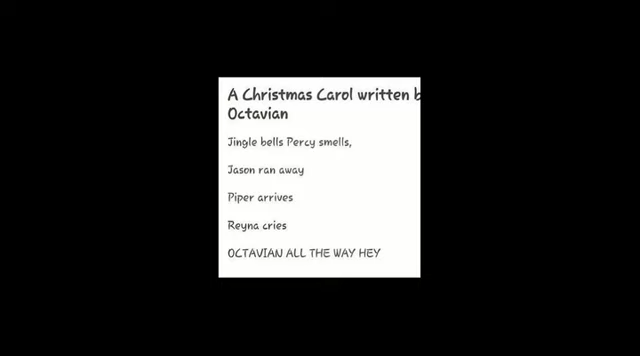 A Christmas Carol written b
Octavian
Jingle bells Percy smells,
Jason ran away
Piper arrives
Reyna cries
OCTAVIAN ALL THE WAY HEY